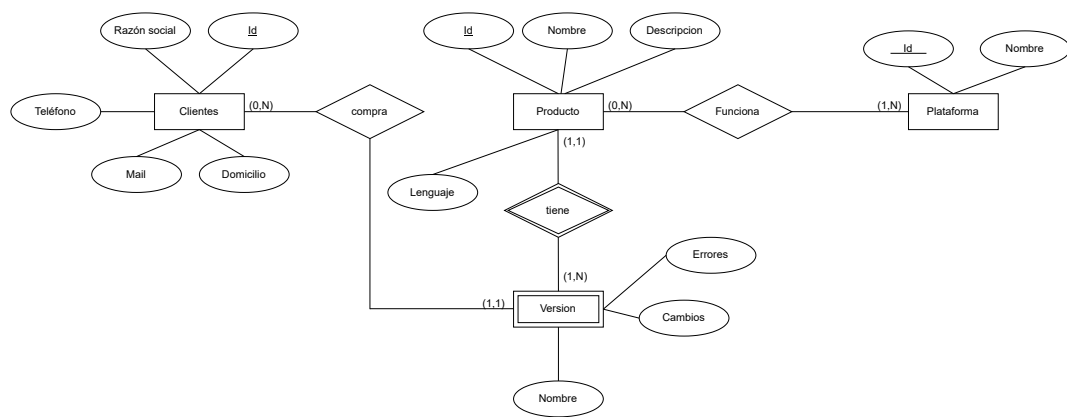 Razón social
Id
Id
Nombre
Descripcion
Id
Nombre
Teléfono
Clientes
(0,N)
compra
Producto
(0,N)
Funciona
(1,N)
Plataforma
(1,1)
Mail
Domicilio
Lenguaje
tiene
Errores
(1,N)
(1,1)
Version
Cambios
Nombre